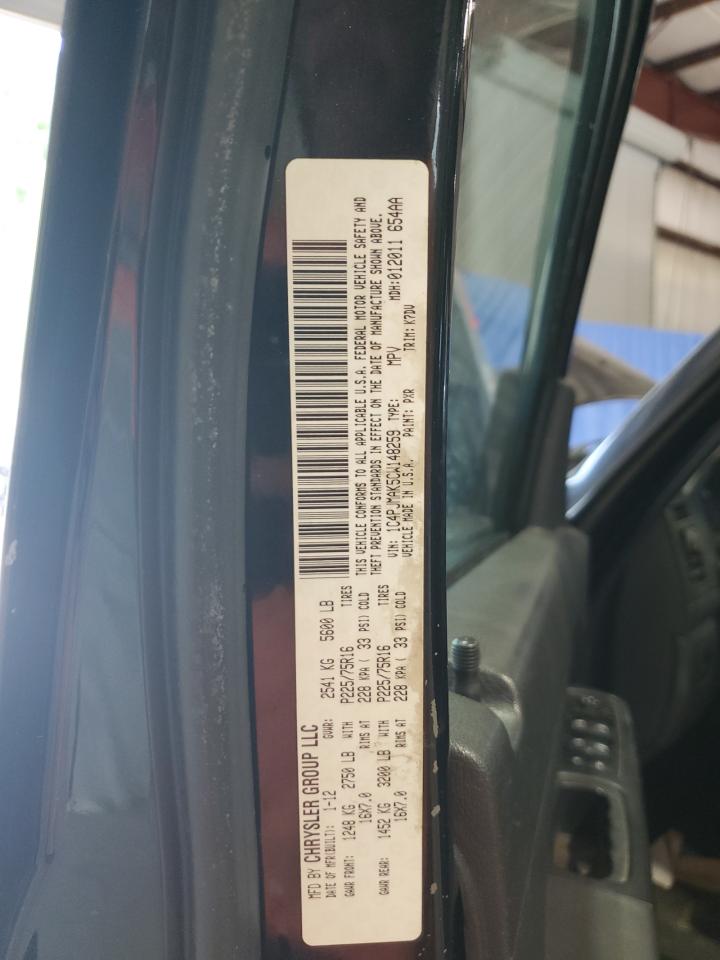 MFD BY CHRYSLER GROUP LLC
DATE OF MFR(BUILT): 1-12 GVWR: 2541 KG 5600 LB
GAWR FRONT: 1248 KG 2750 LB WITH P225/75R16 TIRES
16X7.0 RIMS AT 228 KPA ( 33 PSI) COLD
GAWR REAR: 1452 KG 3200 LB WITH P225/75R16 TIRES
16X7.0 RIMS AT 228 KPA ( 33 PSI) COLD
THIS VEHICLE CONFORMS TO ALL APPLICABLE U.S.A. FEDERAL MOTOR VEHICLE SAFETY AND
THEFT PREVENTION STANDARDS IN EFFECT ON THE DATE OF MANUFACTURE SHOWN ABOVE.
VIN: 1C4PJMAK5CW148259 TYPE: MPV MDH:012011 654AA
VEHICLE MADE IN U.S.A. PAINT: PXR TRIM: K7DV